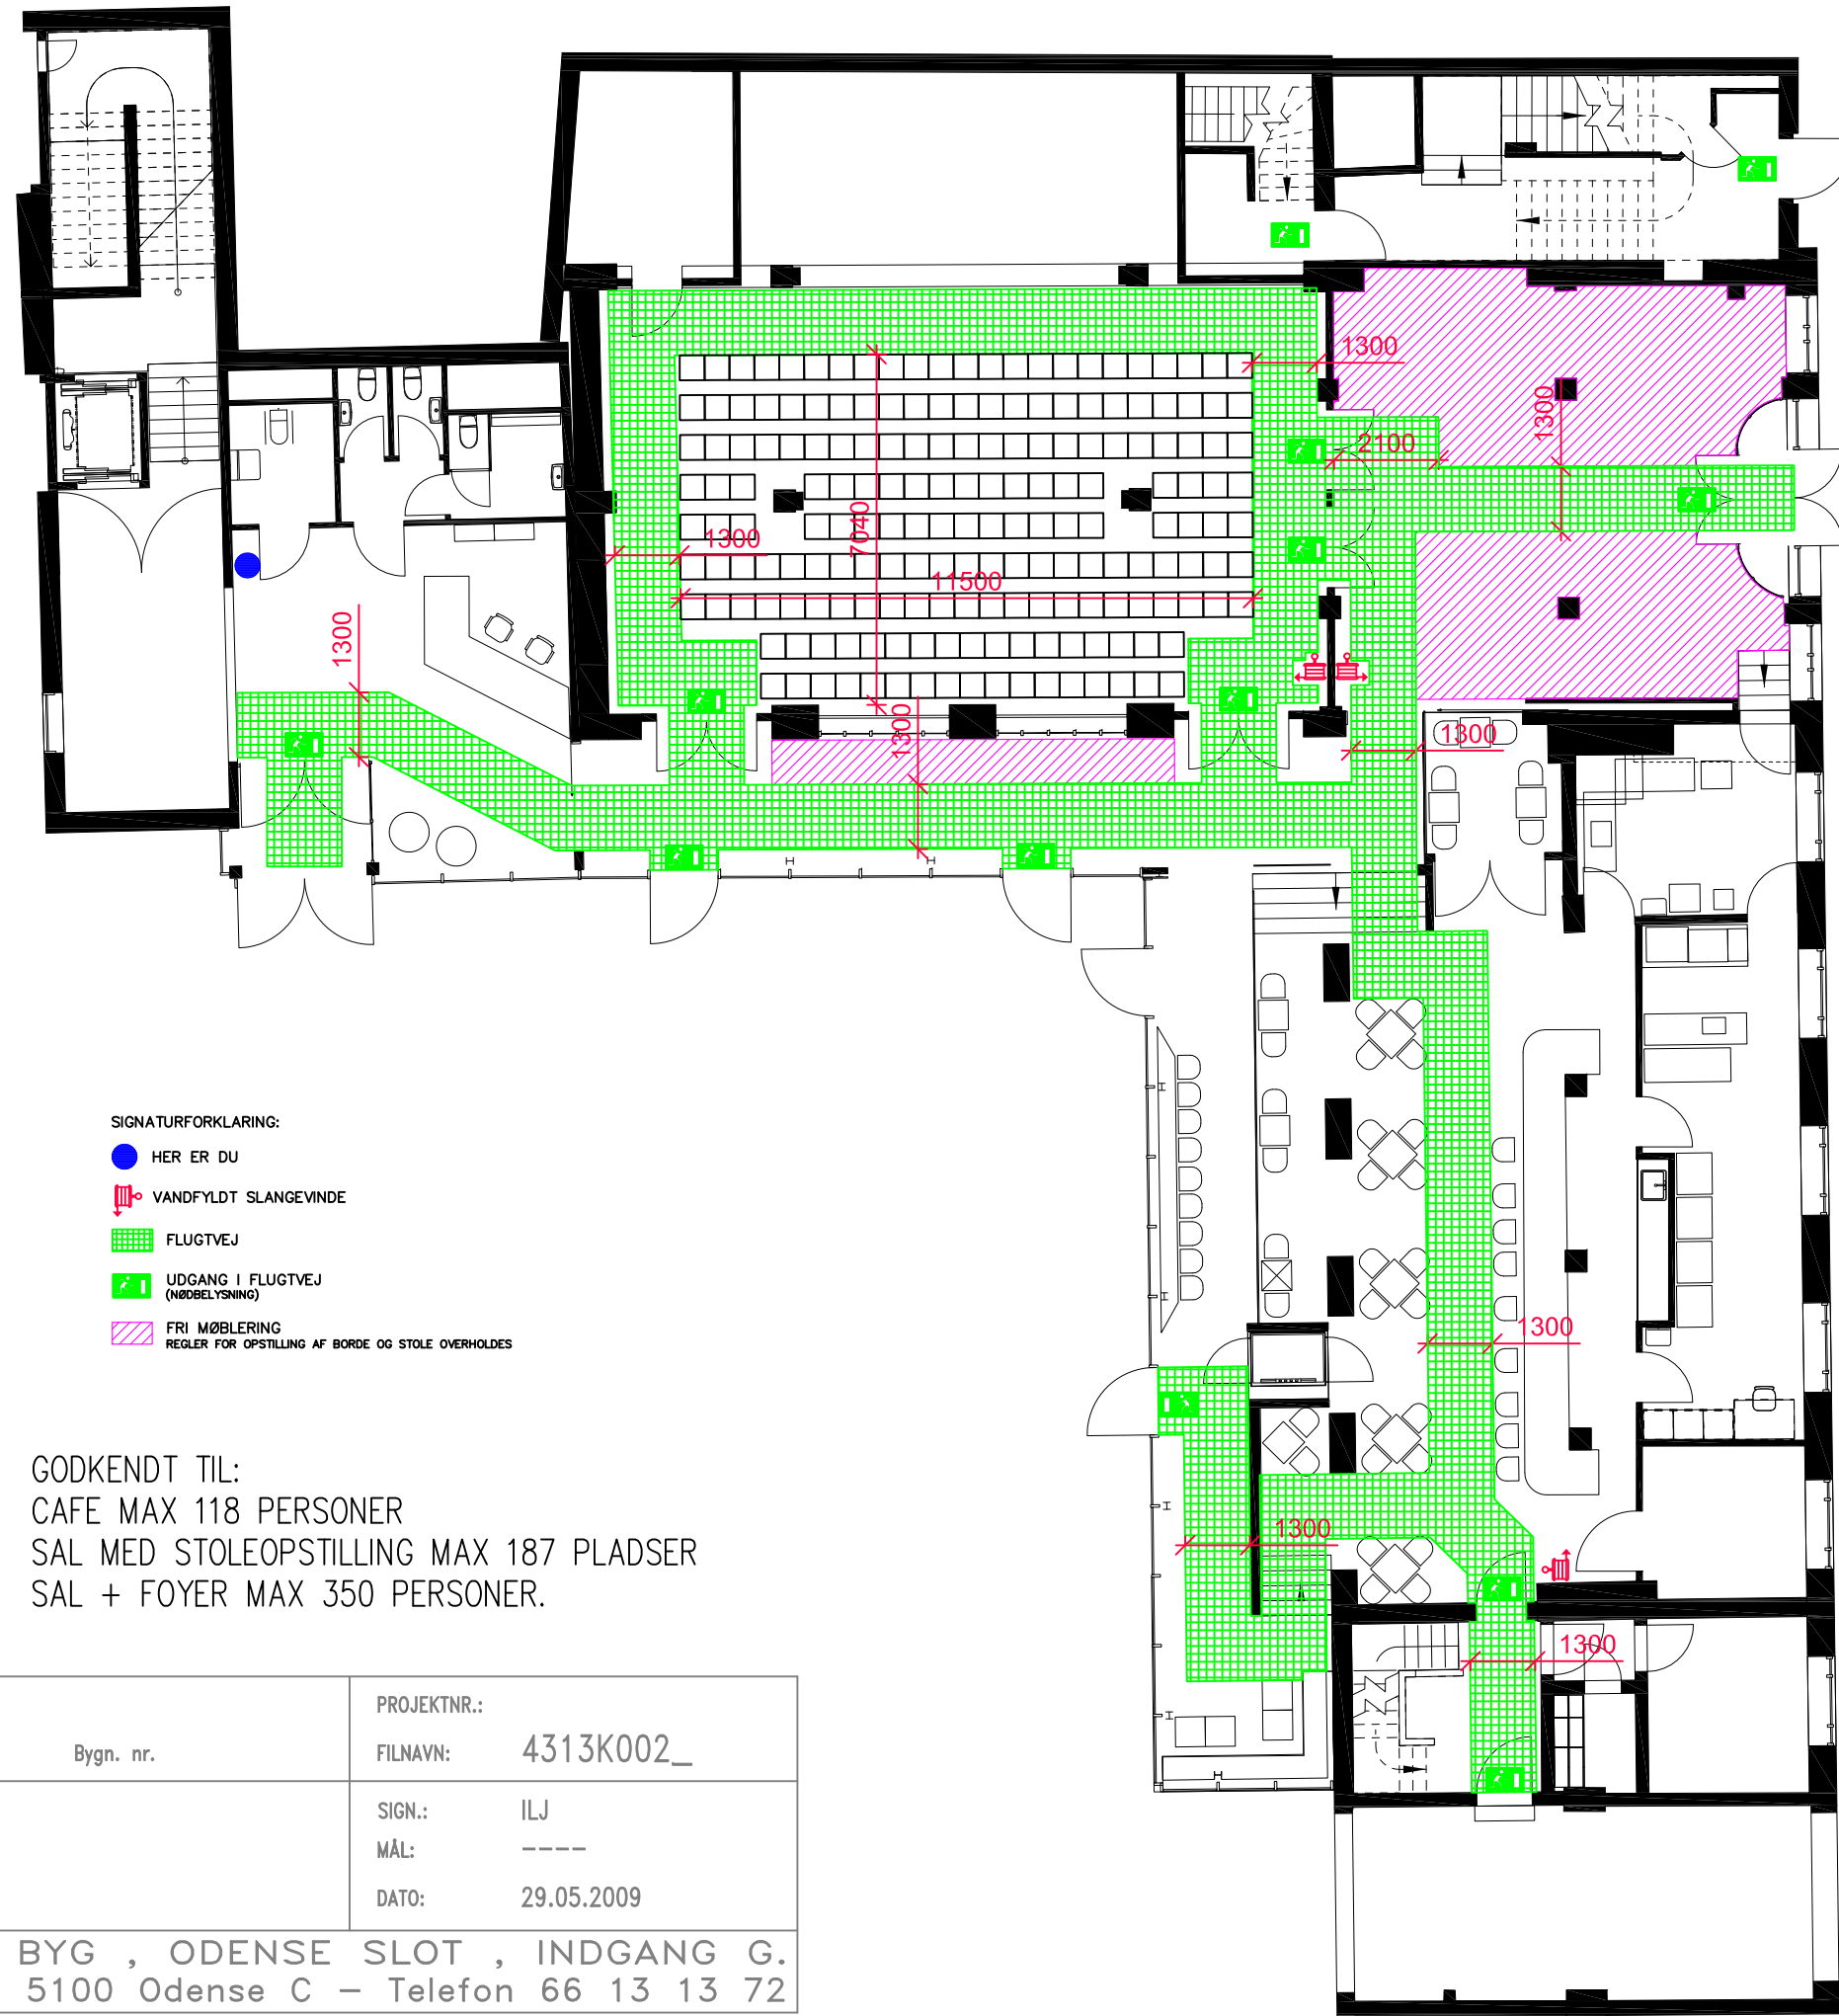 1300
1300
2100
7040
1300
11500
1300
1300
1300
SIGNATURFORKLARING:
HER ER DU
VANDFYLDT SLANGEVINDE
FLUGTVEJ
UDGANG I FLUGTVEJ
(NØDBELYSNING)
FRI MØBLERING
REGLER FOR OPSTILLING AF BORDE OG STOLE OVERHOLDES
1300
GODKENDT TIL:
CAFE MAX 118 PERSONER
SAL MED STOLEOPSTILLING MAX 187 PLADSER
SAL + FOYER MAX 350 PERSONER.
1300
1300
Bygn. nr.
PROJEKTNR.:
FILNAVN: 4313K002_
SIGN.: ILJ
MÅL: ----
DATO: 29.05.2009
BYG , ODENSE SLOT , INDGANG G.
5100 Odense C – Telefon 66 13 13 72